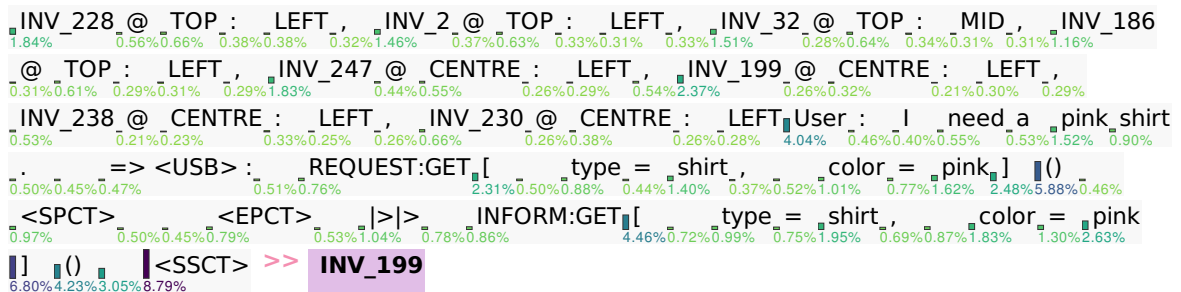 INV_228 @ TOP : LEFT , INV_2 @ TOP : LEFT , INV_32 @ TOP : MID , INV_186
1.84% 0.56% 0.66% 0.38% 0.38% 0.32% 1.46% 0.37% 0.63% 0.33% 0.31% 0.33% 1.51% 0.28% 0.64% 0.34% 0.31% 0.31% 1.16%
@ TOP : LEFT , INV_247 @ CENTRE : LEFT , INV_199 @ CENTRE : LEFT ,
0.31% 0.61% 0.29% 0.31% 0.29% 1.83% 0.44% 0.55% 0.26% 0.29% 0.54% 2.37% 0.26% 0.32% 0.21% 0.30% 0.29%
INV_238 @ CENTRE : LEFT , INV_230 @ CENTRE : LEFT User : I need a pink shirt
0.53% 0.21% 0.23% 0.33% 0.25% 0.26% 0.66% 0.26% 0.38% 0.26% 0.28% 4.04% 0.46% 0.40% 0.55% 0.53% 1.52% 0.90%
. => <USB> : REQUEST:GET [ type = shirt , color = pink ] ()
0.50% 0.45% 0.47% 0.51% 0.76% 2.31% 0.50% 0.88% 0.44% 1.40% 0.37% 0.52% 1.01% 0.77% 1.62% 2.48% 5.88% 0.46%
<SPCT> <EPCT> |>|> INFORM:GET [ type = shirt , color = pink
0.97% 0.50% 0.45% 0.79% 0.53% 1.04% 0.78% 0.86% 4.46% 0.72% 0.99% 0.75% 1.95% 0.69% 0.87% 1.83% 1.30% 2.63%
] () <SSCT> >> INV_199
6.80% 4.23% 3.05% 8.79%